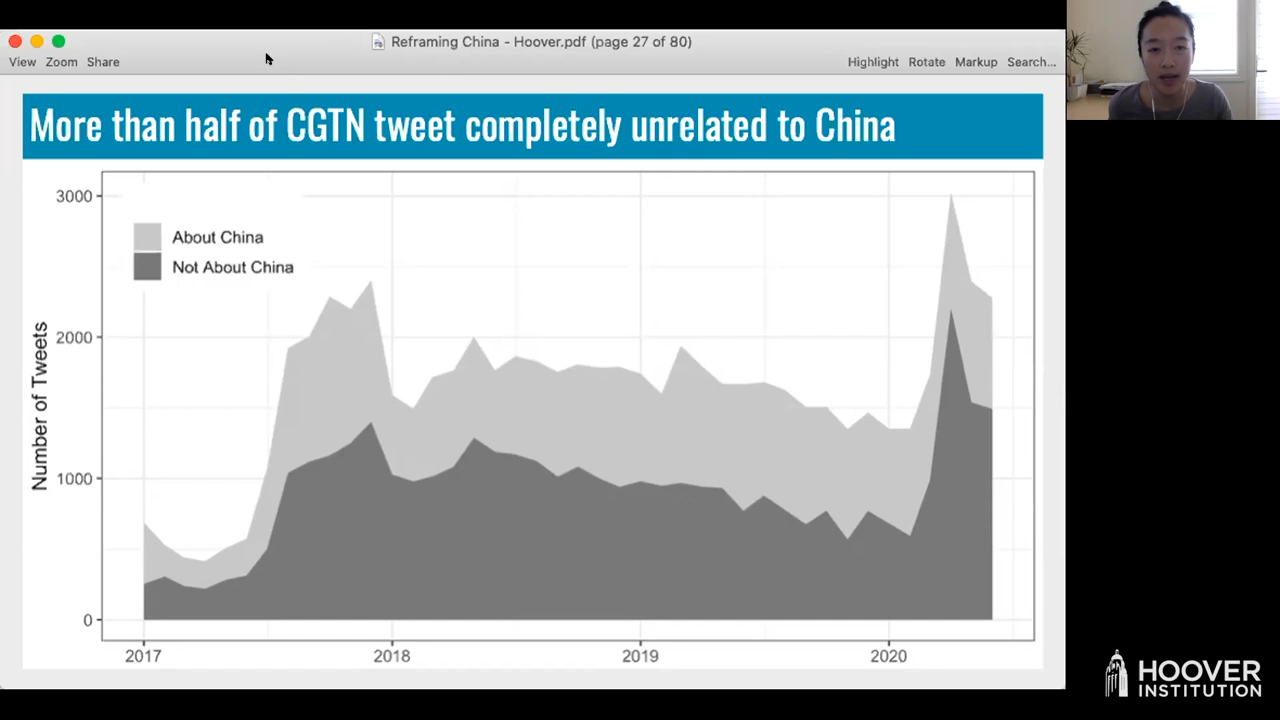 Reframing China - Hoover.pdf (page 27 of 80)
View Zoom Share Highlight Rotate Markup Search...
More than half of CGTN tweet completely unrelated to China
3000
About China
Not About China
2000
Number of Tweets
1000
0
2017 2018 2019 2020
HOOVER
INSTITUTION